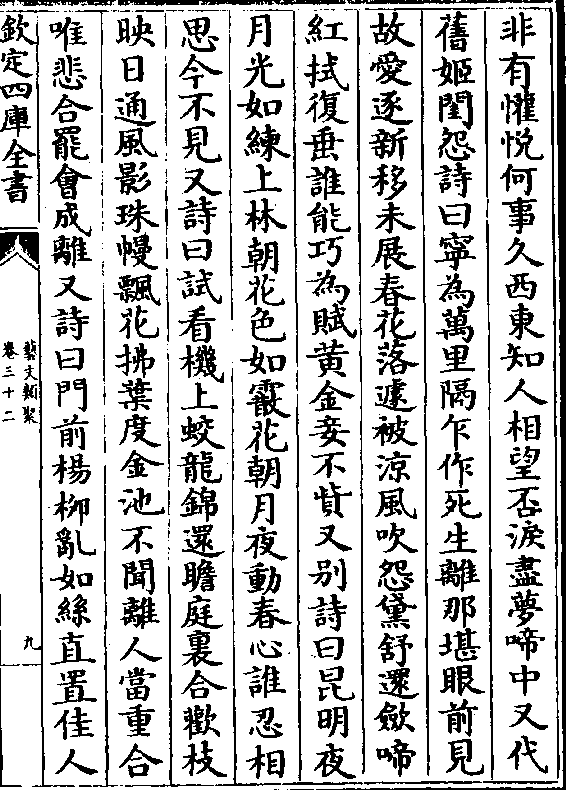 非有懽悦何事久西東知人相望否淚盡夢啼中又代
舊姬閨怨詩曰寧為萬里隔乍作死生離那堪眼前見
故愛逐新移未展春花落遽被涼風吹怨黛舒還斂啼
紅拭復垂誰能巧為賦黄金妾不貲又别詩曰昆明夜
月光如練上林朝花色如霰花朝月夜動春心誰忍相
思今不見又詩曰試看機上蛟龍錦還瞻庭裏合歡枝
映日通風影珠幔飄花拂葉度金池不聞離人當重合
唯悲合罷會成離又詩曰門前楊柳亂如絲直置佳人
欽定四庫全書
藝文類聚
卷三十二
九